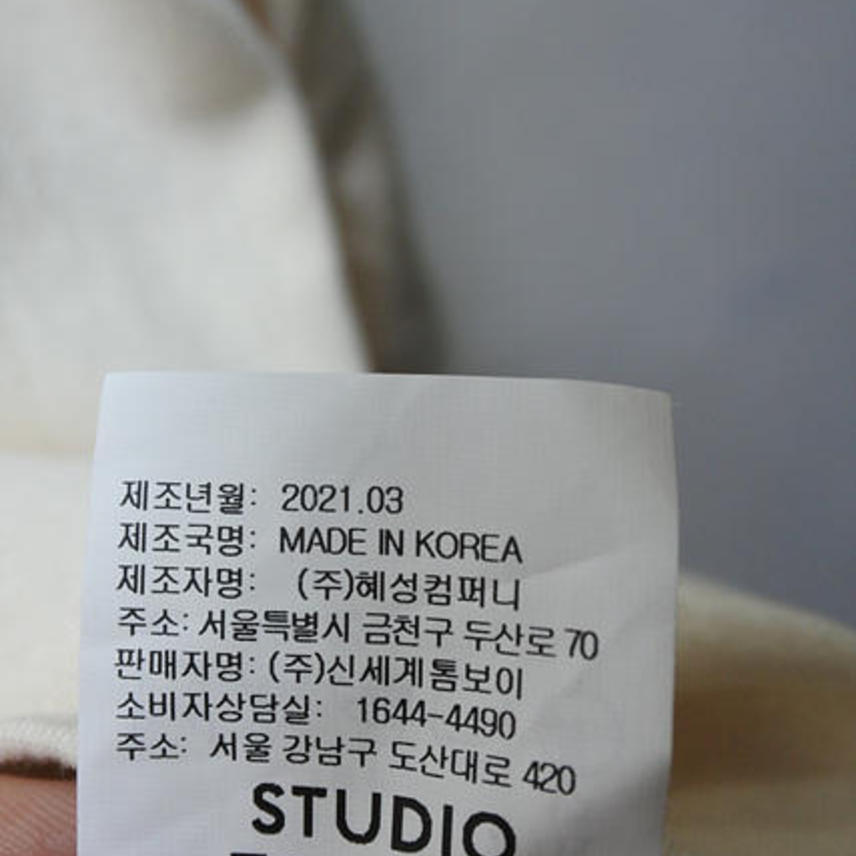 제조년월: 2021.03
제조국명: MADE IN KOREA
제조자명: (주)혜성컴퍼니
주소: 서울특별시 금천구 두산로 70
판매자명: (주)신세계톰보이
소비자상담실: 1644-4490
주소: 서울 강남구 도산대로 420
STUDIO